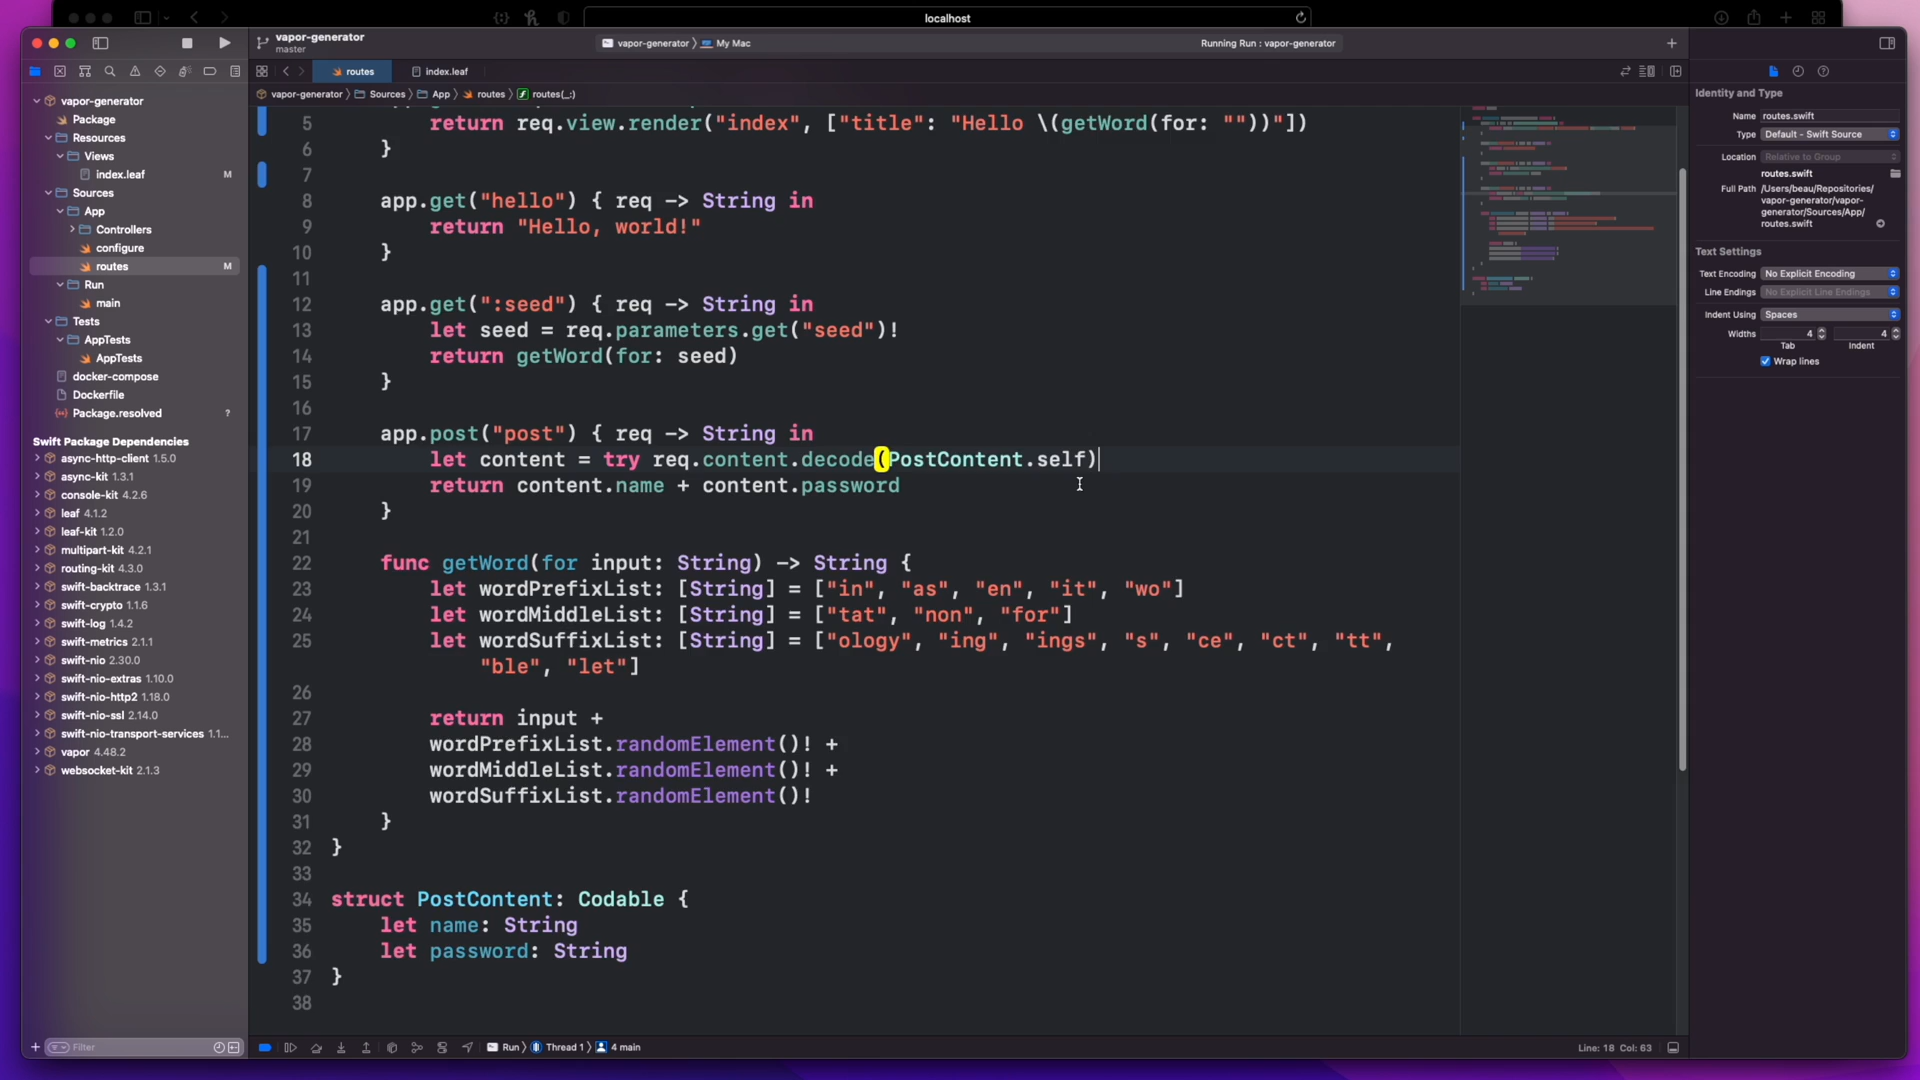 localhost
vapor-generator
master
vapor-generator 〉 My Mac
Running Run : vapor-generator
routes
index.leaf
vapor-generator 〉 Sources 〉 App 〉 routes 〉 routes(_:)
vapor-generator
Package
Resources
Views
index.leaf M
Sources
App
Controllers
configure
routes M
Run
main
Tests
AppTests
AppTests
docker-compose
Dockerfile
Package.resolved ?
Swift Package Dependencies
async-http-client 1.5.0
async-kit 1.3.1
console-kit 4.2.6
leaf 4.1.2
leaf-kit 1.2.0
multipart-kit 4.2.1
routing-kit 4.3.0
swift-backtrace 1.3.1
swift-crypto 1.1.6
swift-log 1.4.2
swift-metrics 2.1.1
swift-nio 2.30.0
swift-nio-extras 1.10.0
swift-nio-http2 1.18.0
swift-nio-ssl 2.14.0
swift-nio-transport-services 1.1...
vapor 4.48.2
websocket-kit 2.1.3
Filter
5 return req.view.render("index", ["title": "Hello \(getWord(for: ""))"])
6 }
7
8 app.get("hello") { req -> String in
9 return "Hello, world!"
10 }
11
12 app.get(":seed") { req -> String in
13 let seed = req.parameters.get("seed")!
14 return getWord(for: seed)
15 }
16
17 app.post("post") { req -> String in
18 let content = try req.content.decode(PostContent.self)
19 return content.name + content.password
20 }
21
22 func getWord(for input: String) -> String {
23 let wordPrefixList: [String] = ["in", "as", "en", "it", "wo"]
24 let wordMiddleList: [String] = ["tat", "non", "for"]
25 let wordSuffixList: [String] = ["ology", "ing", "ings", "s", "ce", "ct", "tt",
"ble", "let"]
26
27 return input +
28 wordPrefixList.randomElement()! +
29 wordMiddleList.randomElement()! +
30 wordSuffixList.randomElement()!
31 }
32 }
33
34 struct PostContent: Codable {
35 let name: String
36 let password: String
37 }
38
Run 〉 Thread 1 〉 4 main
Line: 18 Col: 63
Identity and Type
Name routes.swift
Type Default - Swift Source
Location Relative to Group
routes.swift
Full Path /Users/beau/Repositories/
vapor-generator/vapor-
generator/Sources/App/
routes.swift
Text Settings
Text Encoding No Explicit Encoding
Line Endings No Explicit Line Endings
Indent Using Spaces
Widths 4 4
Tab Indent
Wrap lines